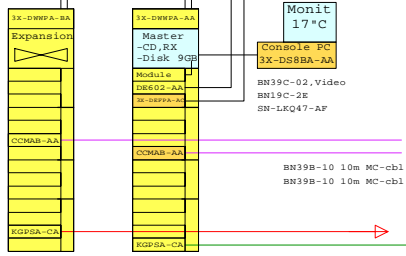 3X-DWWPA-BA
Expansion
CCMAB-AA
KGPSA-CA
3X-DWWPA-AA
Master
-CD,RX
-Disk 9GB
Module
DE602-AA
3X-DEPPA-AC
CCMAB-AA
KGPSA-CA
Monit
17"C
Console PC
3X-DS8BA-AA
BN39C-02,Video
BN19C-2E
SN-LKQ47-AF
BN39B-10 10m MC-cbl
BN39B-10 10m MC-cbl